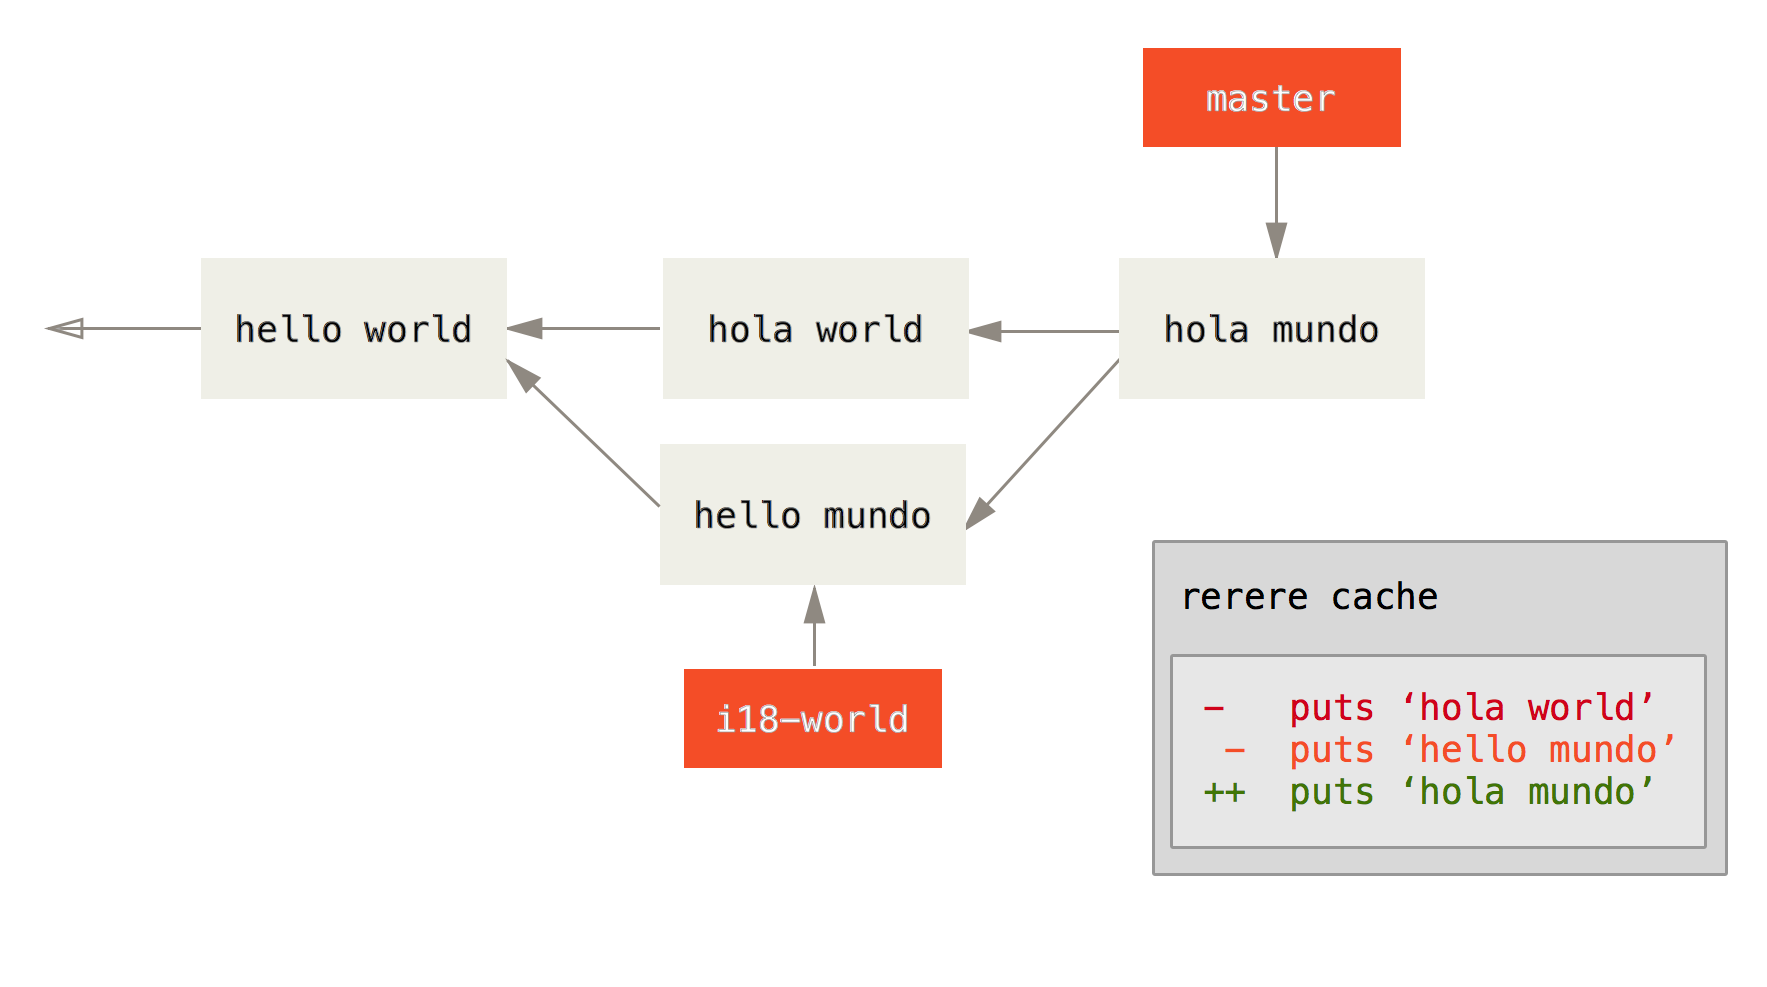 master
hello world
hola world
hola mundo
hello mundo
i18-world
rerere cache
-   puts ‘hola world’
 -  puts ‘hello mundo’
++  puts ‘hola mundo’